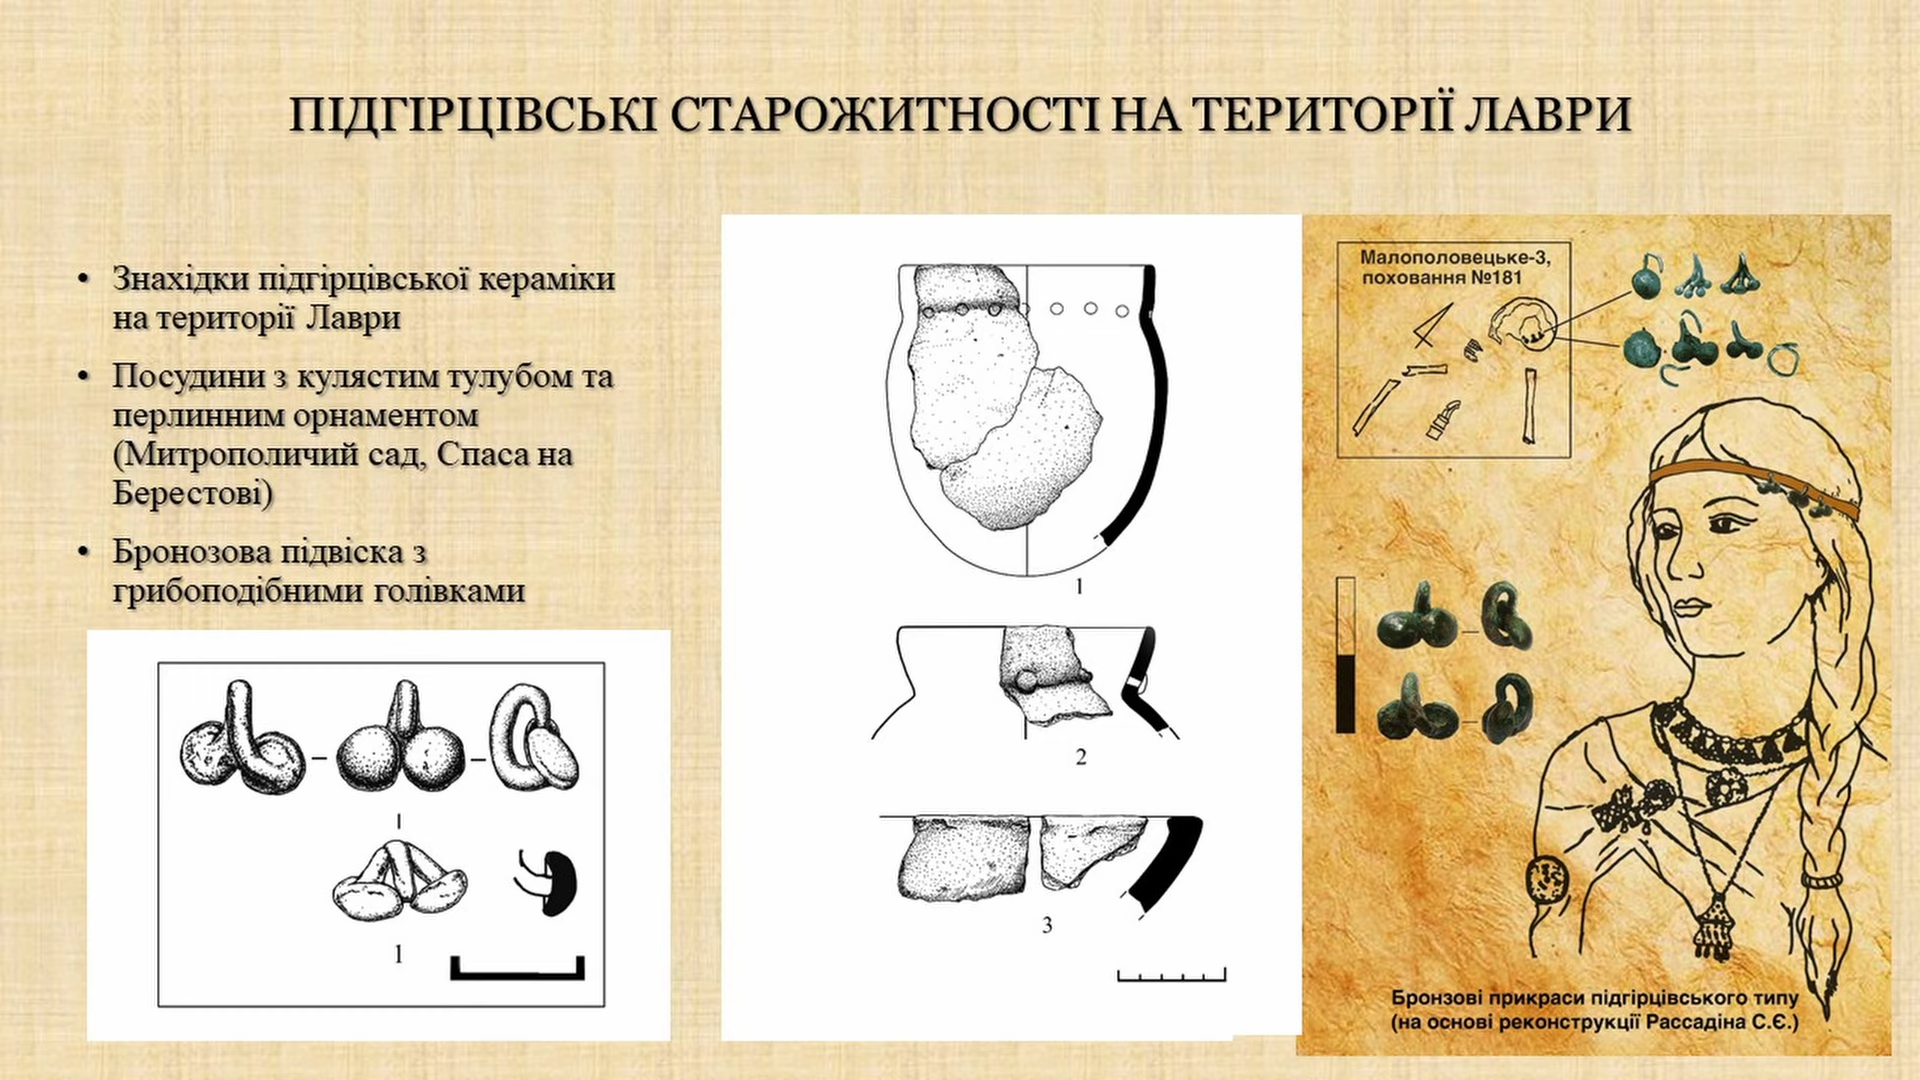 ПІДГІРЦІВСЬКІ СТАРОЖИТНОСТІ НА ТЕРИТОРІЇ ЛАВРИ
• Знахідки підгірцівської кераміки
на території Лаври
• Посудини з кулястим тулубом та
перлинним орнаментом
(Митрополичий сад, Спаса на
Берестові)
• Бронозова підвіска з
грибоподібними голівками
1
1
2
3
Малополовецьке-3,
поховання №181
Бронзові прикраси підгірцівського типу
(на основі реконструкції Рассадіна С.Є.)